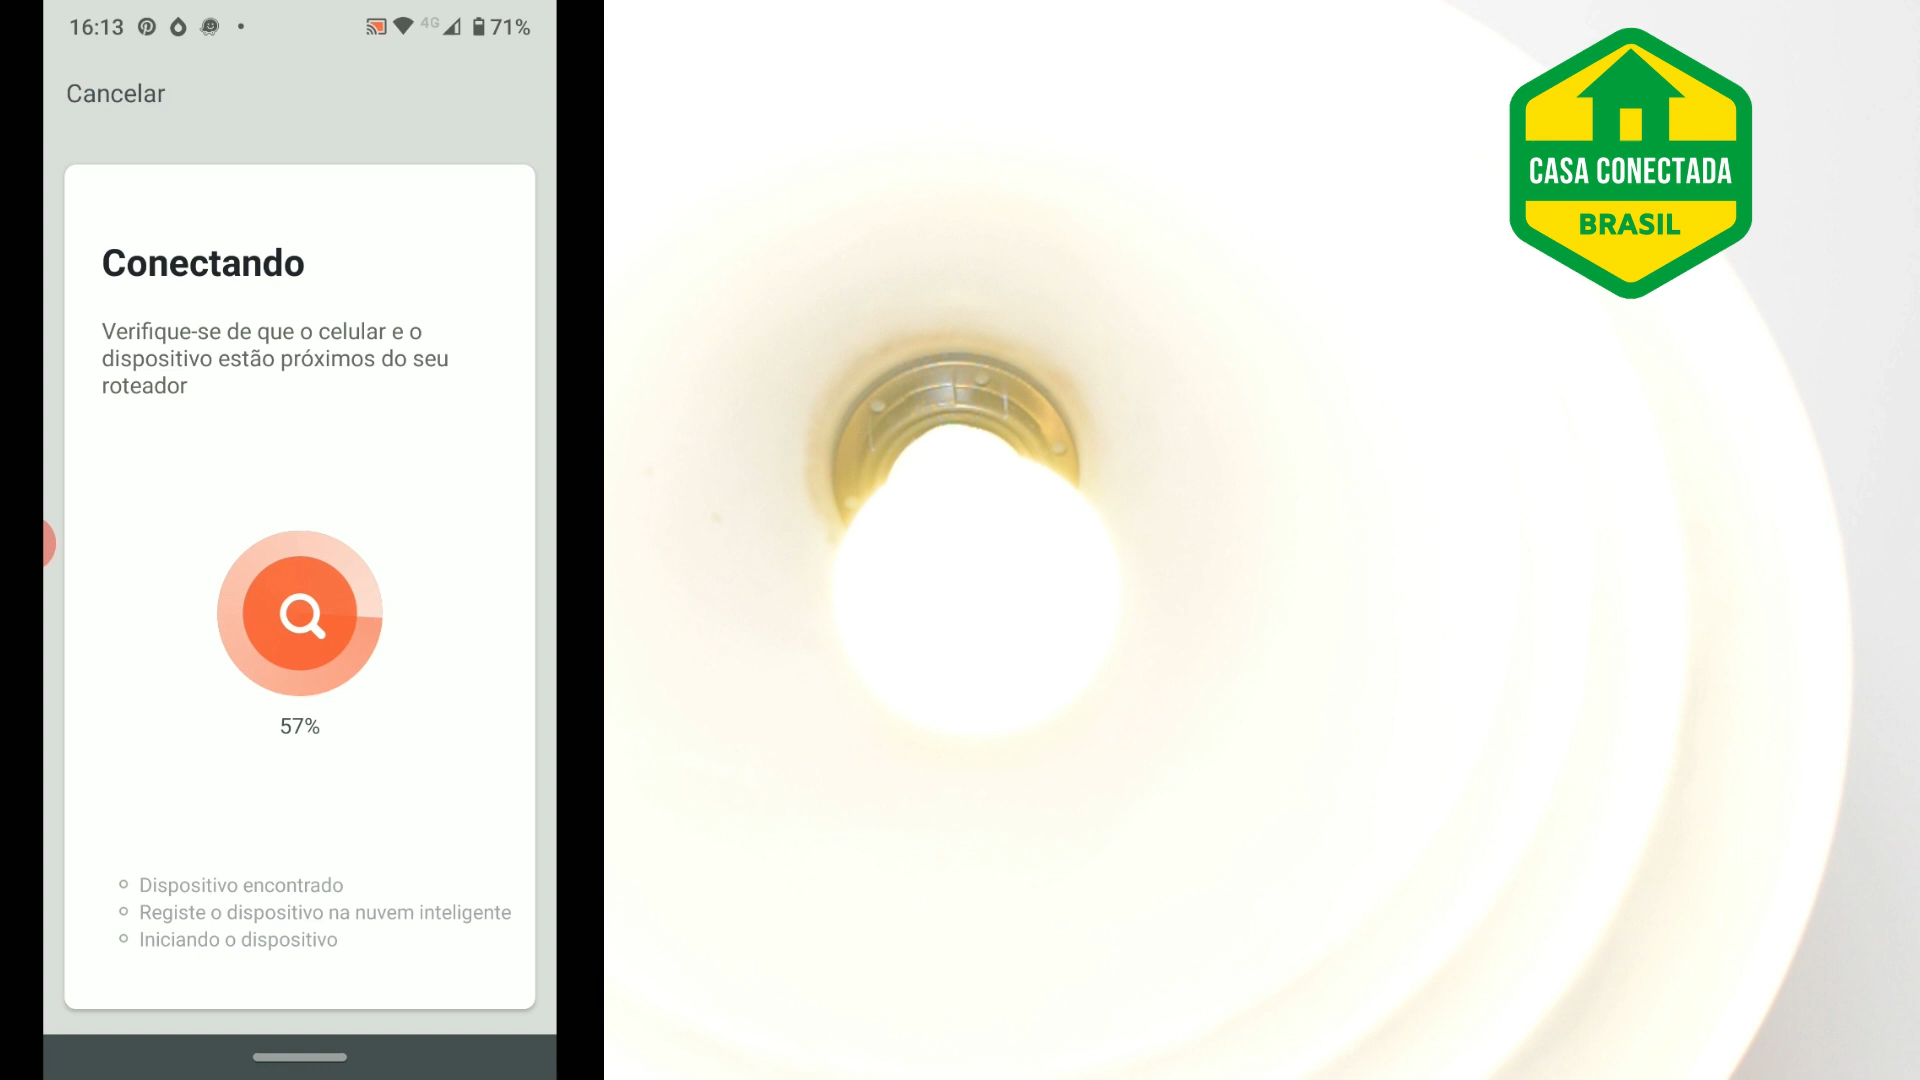 16:13
4G
71%
Cancelar
Conectando
Verifique-se de que o celular e o
dispositivo estão próximos do seu
roteador
57%
Dispositivo encontrado
Registe o dispositivo na nuvem inteligente
Iniciando o dispositivo
CASA CONECTADA
BRASIL